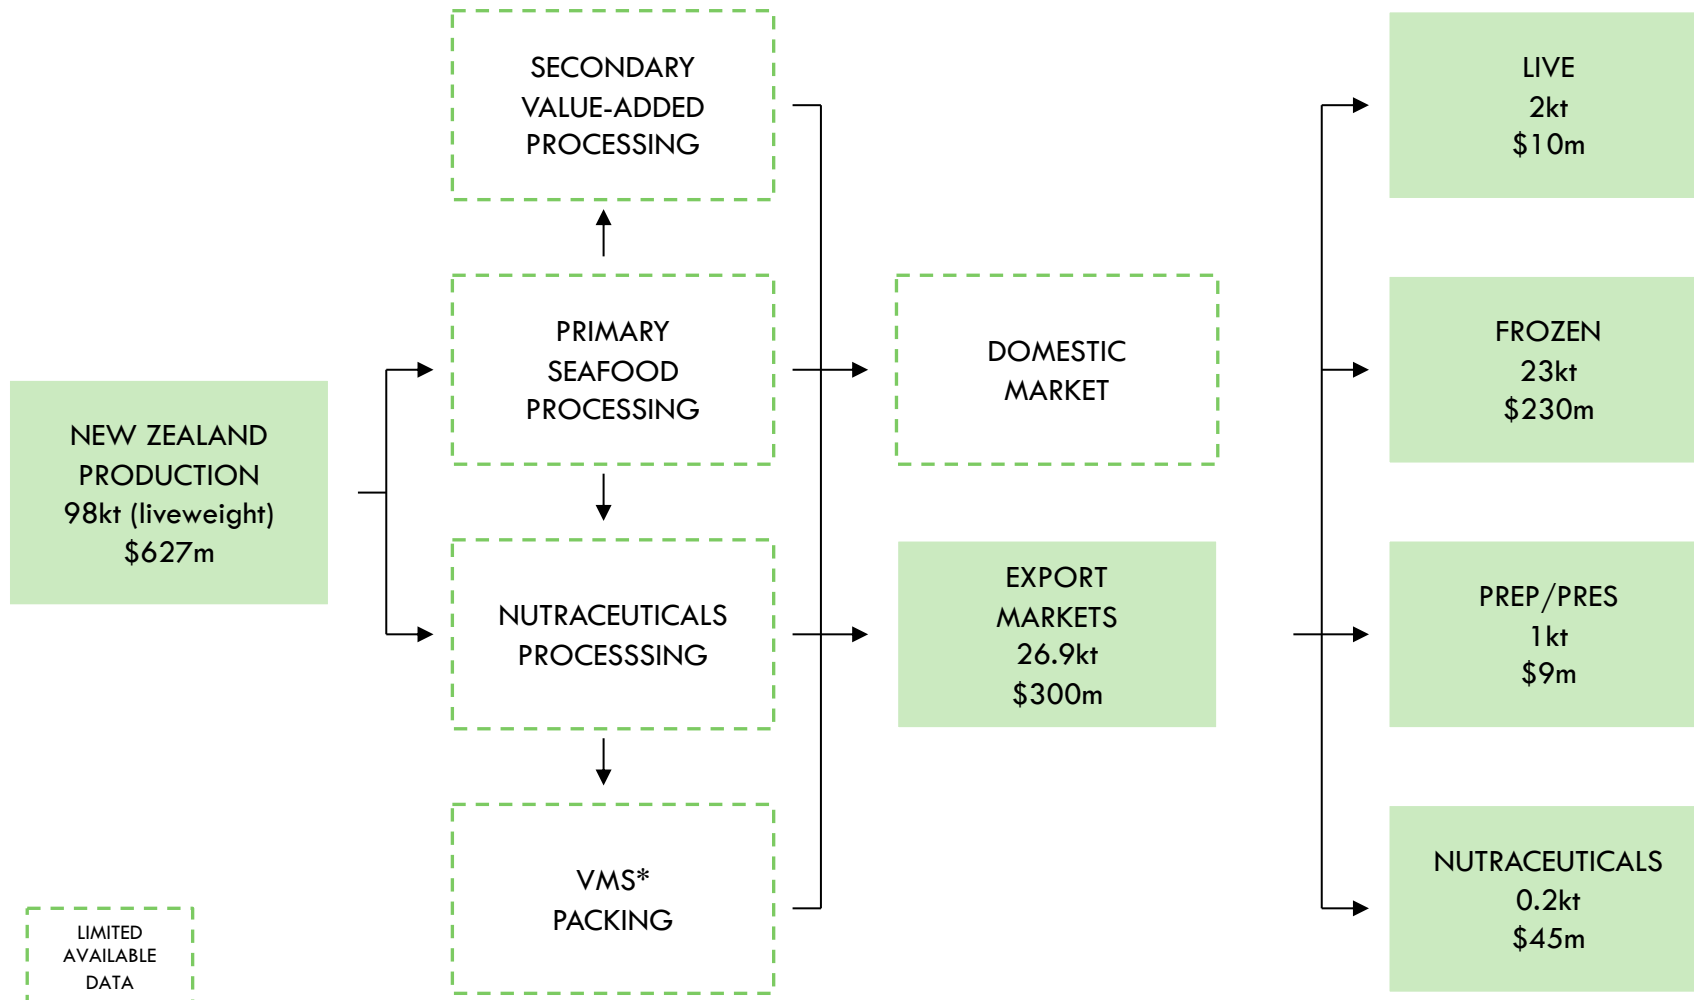 SECONDARY
VALUE-ADDED
PROCESSING
LIVE
2kt
$10m
PRIMARY
SEAFOOD
PROCESSING
DOMESTIC
MARKET
FROZEN
23kt
$230m
NEW ZEALAND
PRODUCTION
98kt (liveweight)
$627m
NUTRACEUTICALS
PROCESSSING
EXPORT
MARKETS
26.9kt
$300m
PREP/PRES
1kt
$9m
VMS*
PACKING
NUTRACEUTICALS
0.2kt
$45m
LIMITED
AVAILABLE
DATA